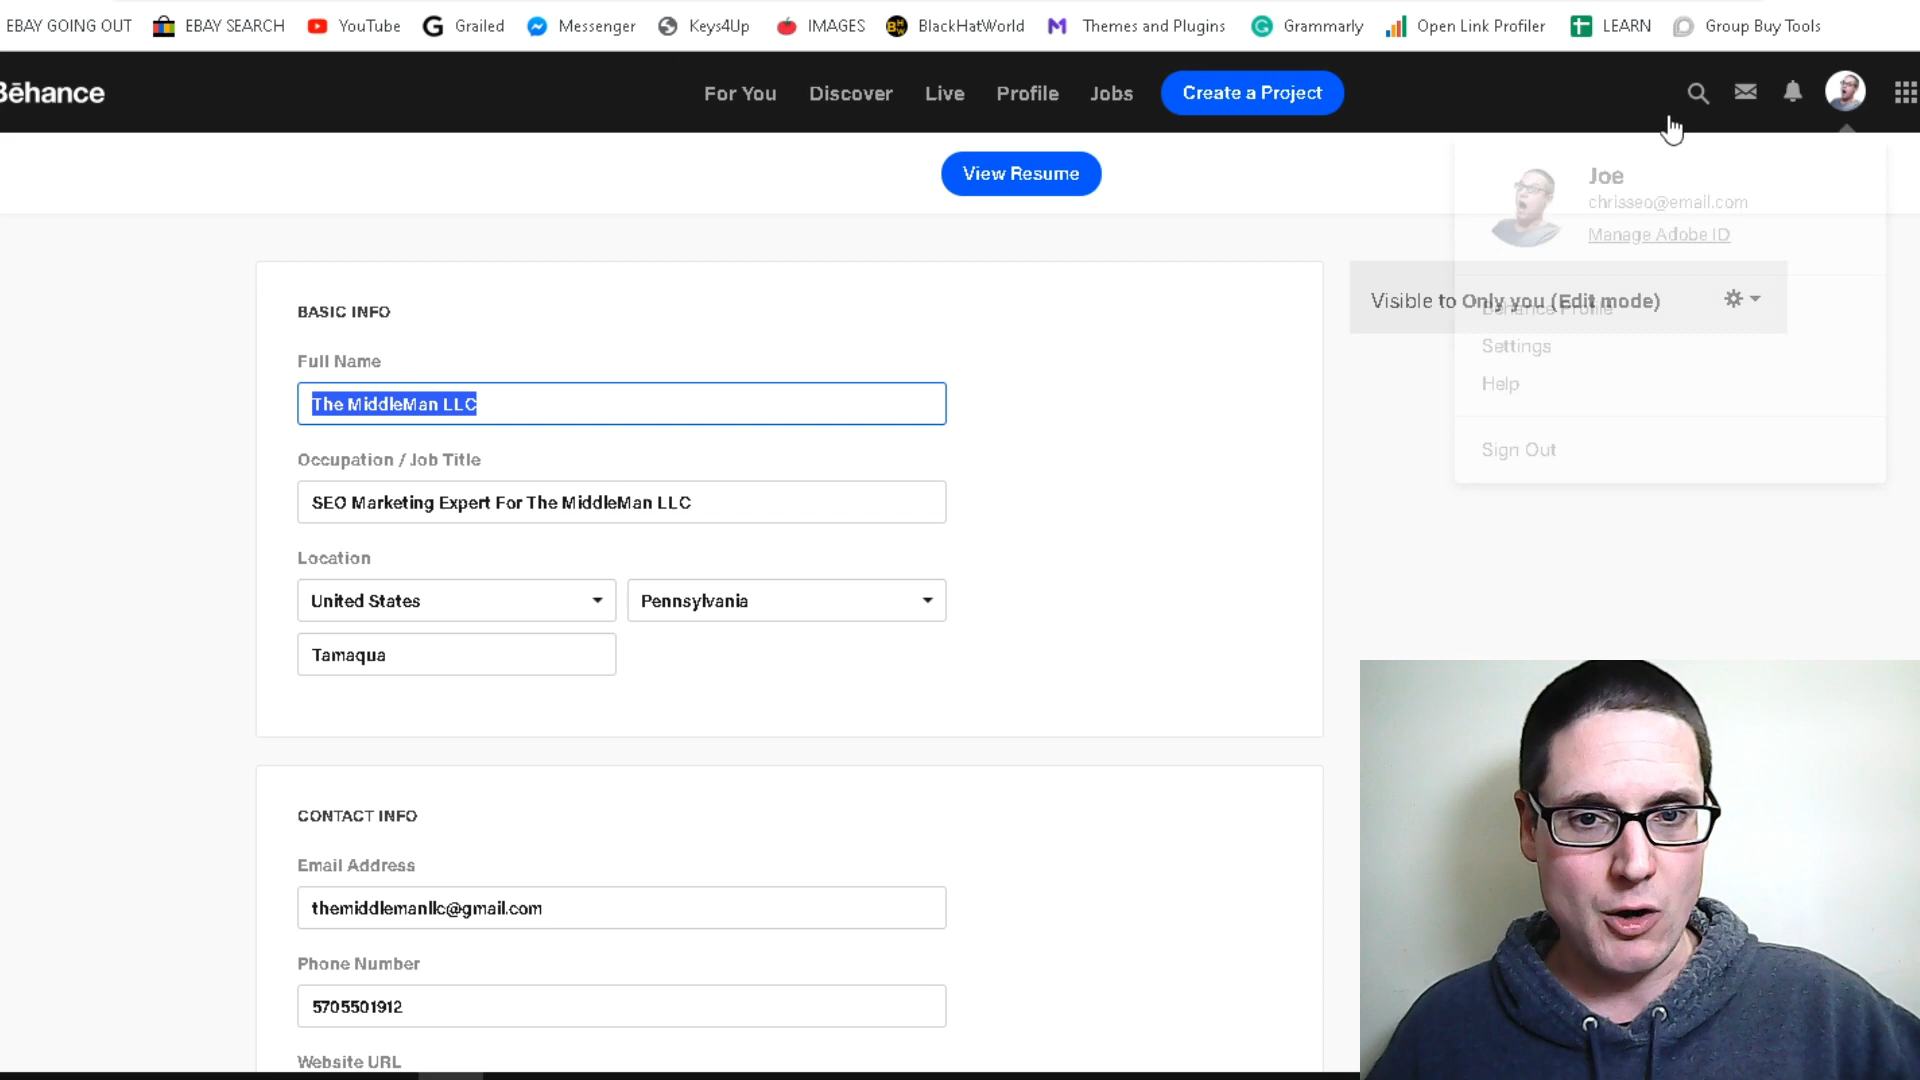 EBAY GOING OUT EBAY SEARCH YouTube Grailed Messenger Keys4Up IMAGES BlackHatWorld Themes and Plugins Grammarly Open Link Profiler LEARN Group Buy Tools
Bēhance For You Discover Live Profile Jobs Create a Project
View Resume
Joe
chrisseo@email.com
Manage Adobe ID
Visible to Only you (Edit mode)
Behance Profile
Settings
Help
Sign Out
BASIC INFO
Full Name
The MiddleMan LLC
Occupation / Job Title
SEO Marketing Expert For The MiddleMan LLC
Location
United States Pennsylvania
Tamaqua
CONTACT INFO
Email Address
themiddlemanllc@gmail.com
Phone Number
5705501912
Website URL